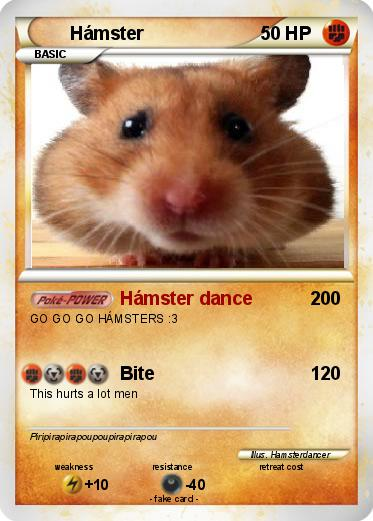 Hámster 50 HP
BASIC
Poké-POWER Hámster dance 200
GO GO GO HÁMSTERS :3
Bite 120
This hurts a lot men
Piripirapirapoupoupirapirapou
Illus. Hamsterdancer
weakness resistance retreat cost
+10 -40
- fake card -